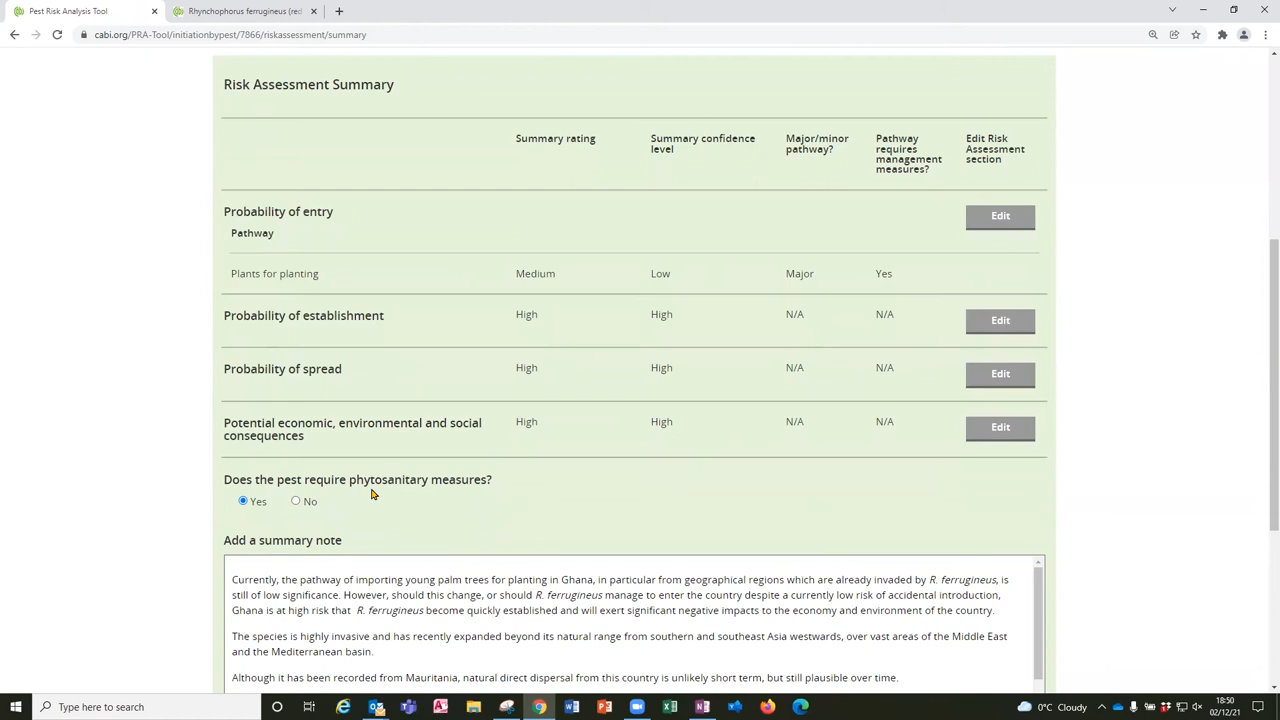 Pest Risk Analysis Tool
Rhynchophorus ferrugineus (red
cabi.org/PRA-Tool/initiationbypest/7866/riskassessment/summary
Risk Assessment Summary
Summary rating
Summary confidence level
Major/minor pathway?
Pathway requires management measures?
Edit Risk Assessment section
Probability of entry
Edit
Pathway
Plants for planting Medium Low Major Yes
Probability of establishment High High N/A N/A Edit
Probability of spread High High N/A N/A Edit
Potential economic, environmental and social consequences High High N/A N/A Edit
Does the pest require phytosanitary measures?
Yes No
Add a summary note
Currently, the pathway of importing young palm trees for planting in Ghana, in particular from geographical regions which are already invaded by R. ferrugineus, is
still of low significance. However, should this change, or should R. ferrugineus manage to enter the country despite a currently low risk of accidental introduction,
Ghana is at high risk that R. ferrugineus become quickly established and will exert significant negative impacts to the economy and environment of the country.
The species is highly invasive and has recently expanded beyond its natural range from southern and southeast Asia westwards, over vast areas of the Middle East
and the Mediterranean basin.
Although it has been recorded from Mauritania, natural direct dispersal from this country is unlikely short term, but still plausible over time.
Type here to search
0°C Cloudy
18:50
02/12/21